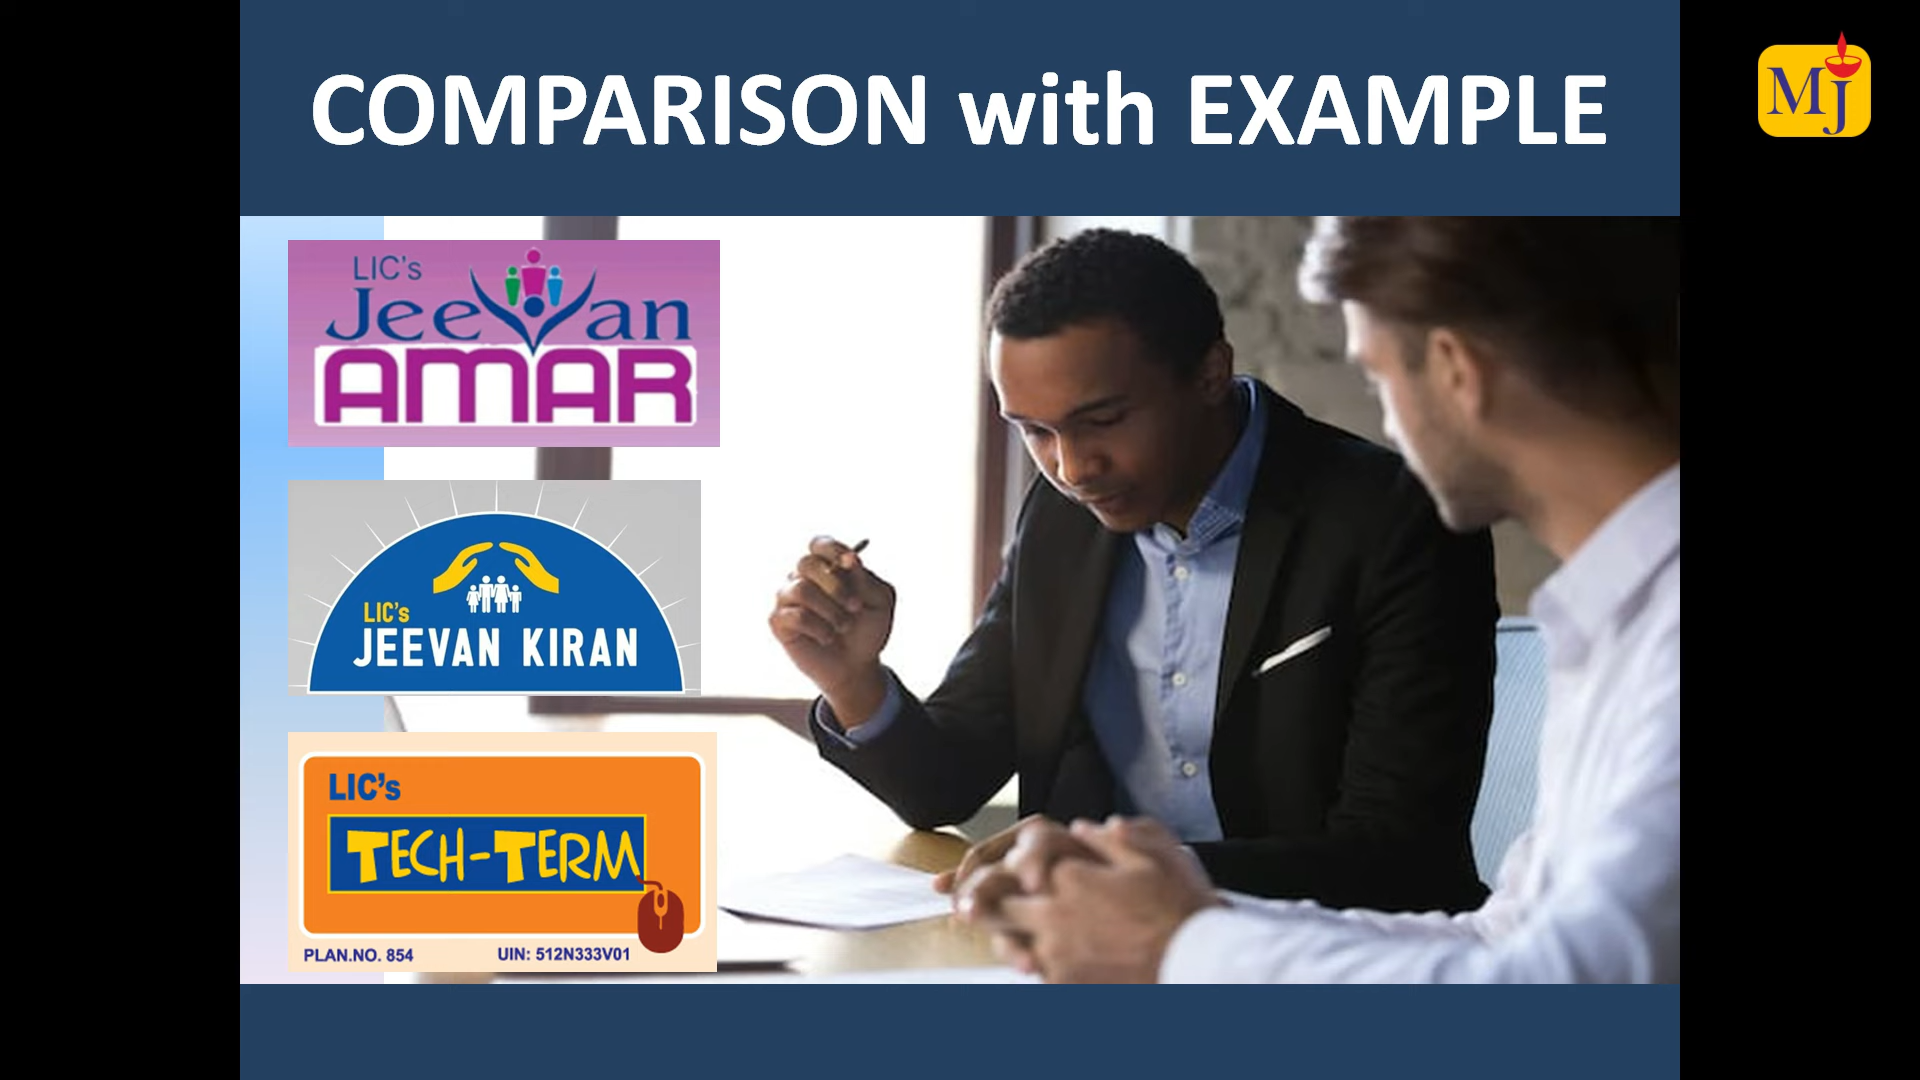 COMPARISON with EXAMPLE
MJ
LIC's
Jeevan
AMAR
LIC's
JEEVAN KIRAN
LIC's
TECH-TERM
PLAN.NO. 854 UIN: 512N333V01